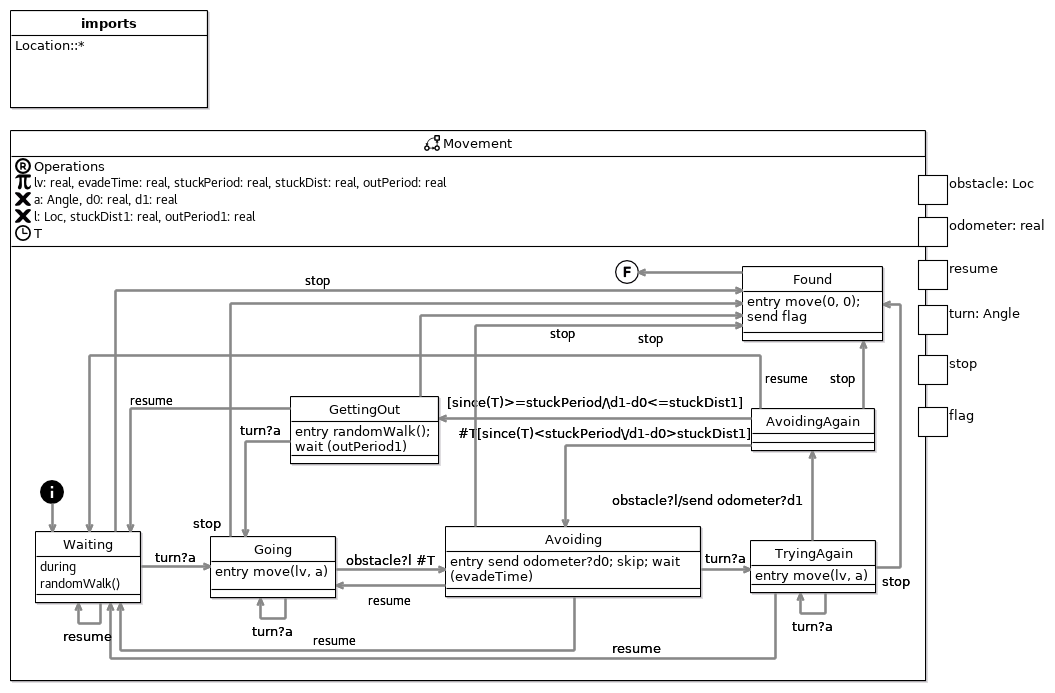 imports
Location::*
Movement
R Operations
π lv: real, evadeTime: real, stuckPeriod: real, stuckDist: real, outPeriod: real
X a: Angle, d0: real, d1: real
X l: Loc, stuckDist1: real, outPeriod1: real
T
obstacle: Loc
odometer: real
resume
turn: Angle
stop
flag
F
Found
entry move(0, 0);
send flag
stop
stop
stop
resume
stop
resume
GettingOut
entry randomWalk();
wait (outPeriod1)
[since(T)>=stuckPeriod/\d1-d0<=stuckDist1]
#T[since(T)<stuckPeriod\/d1-d0>stuckDist1]
AvoidingAgain
turn?a
i
stop
obstacle?l/send odometer?d1
Waiting
during
randomWalk()
turn?a
Going
entry move(lv, a)
obstacle?l #T
Avoiding
entry send odometer?d0; skip; wait
(evadeTime)
turn?a
TryingAgain
entry move(lv, a)
stop
resume
resume
turn?a
resume
turn?a
resume